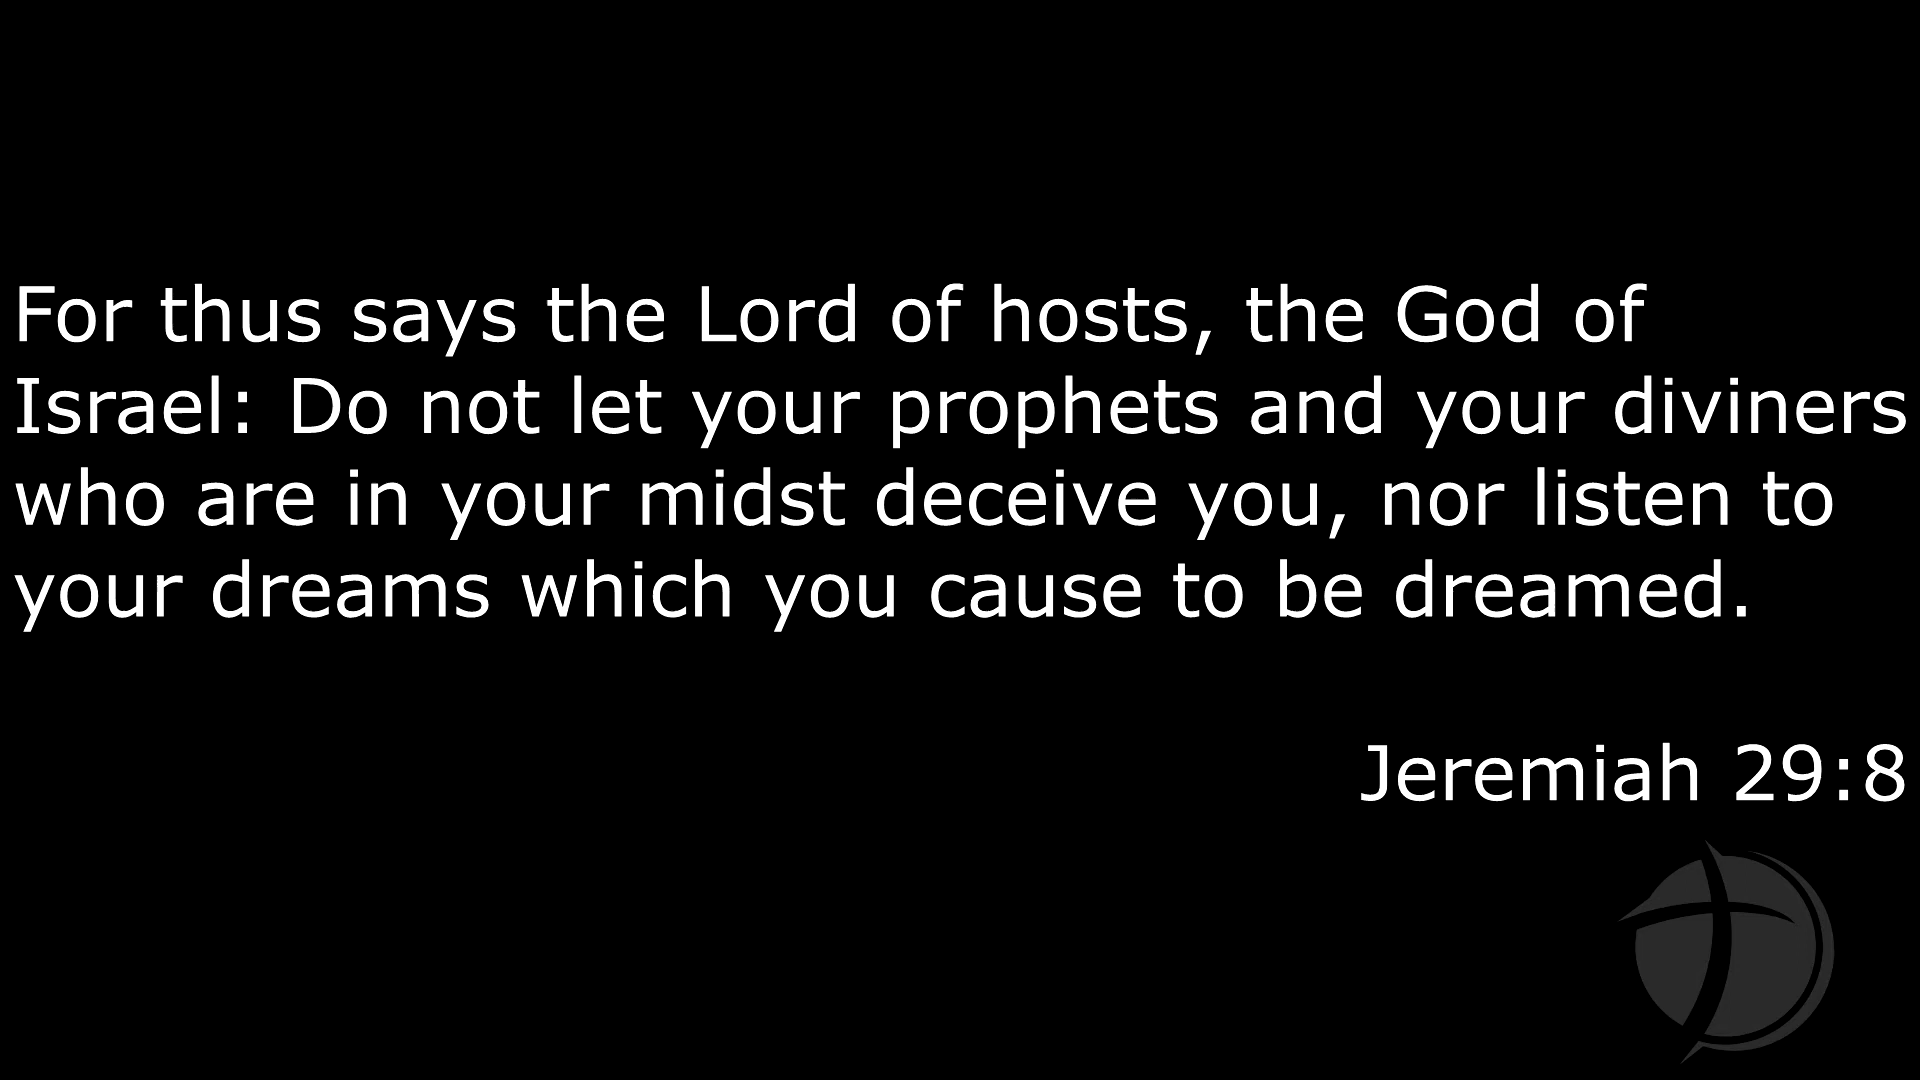 For thus says the Lord of hosts, the God of
Israel: Do not let your prophets and your diviners
who are in your midst deceive you, nor listen to
your dreams which you cause to be dreamed.
Jeremiah 29:8